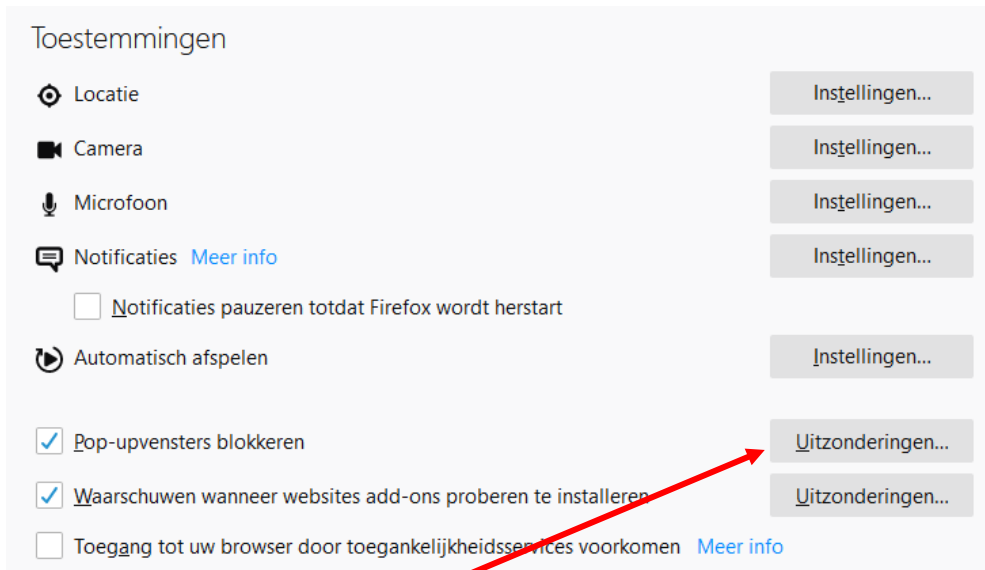 Toestemmingen
Locatie Instellingen...
Camera Instellingen...
Microfoon Instellingen...
Notificaties Meer info Instellingen...
Notificaties pauzeren totdat Firefox wordt herstart
Automatisch afspelen Instellingen...
Pop-upvensters blokkeren Uitzonderingen...
Waarschuwen wanneer websites add-ons proberen te installeren Uitzonderingen...
Toegang tot uw browser door toegankelijkheidsservices voorkomen Meer info